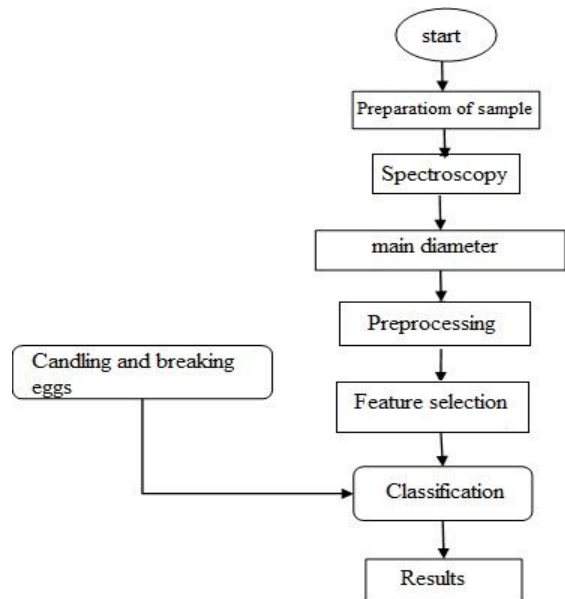 start
Preparatiom of sample
Spectroscopy
main diameter
Preprocessing
Candling and breaking
eggs
Feature selection
Classification
Results